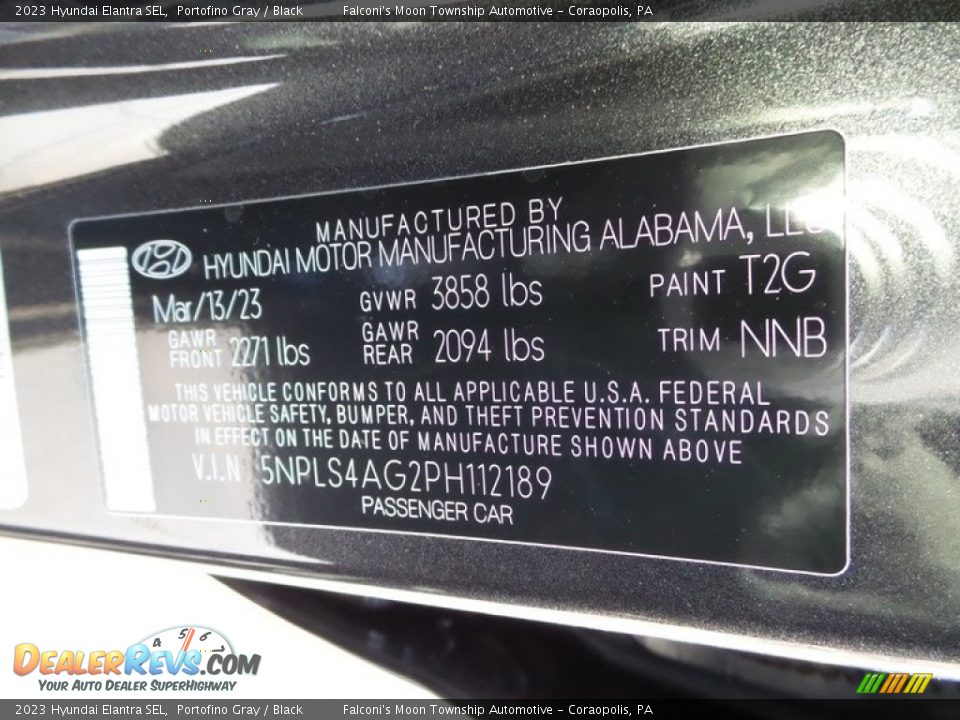 2023 Hyundai Elantra SEL, Portofino Gray / Black Falconi's Moon Township Automotive - Coraopolis, PA
MANUFACTURED BY
HYUNDAI MOTOR MANUFACTURING ALABAMA, LLC
Mar/13/23 GVWR 3858 lbs PAINT T2G
GAWR FRONT 2271 lbs GAWR REAR 2094 lbs TRIM NNB
THIS VEHICLE CONFORMS TO ALL APPLICABLE U.S.A. FEDERAL
MOTOR VEHICLE SAFETY, BUMPER, AND THEFT PREVENTION STANDARDS
IN EFFECT ON THE DATE OF MANUFACTURE SHOWN ABOVE
V.I.N 5NPLS4AG2PH112189
PASSENGER CAR
4 5 6
DEALERREVS.COM
YOUR AUTO DEALER SUPERHIGHWAY
2023 Hyundai Elantra SEL, Portofino Gray / Black Falconi's Moon Township Automotive - Coraopolis, PA